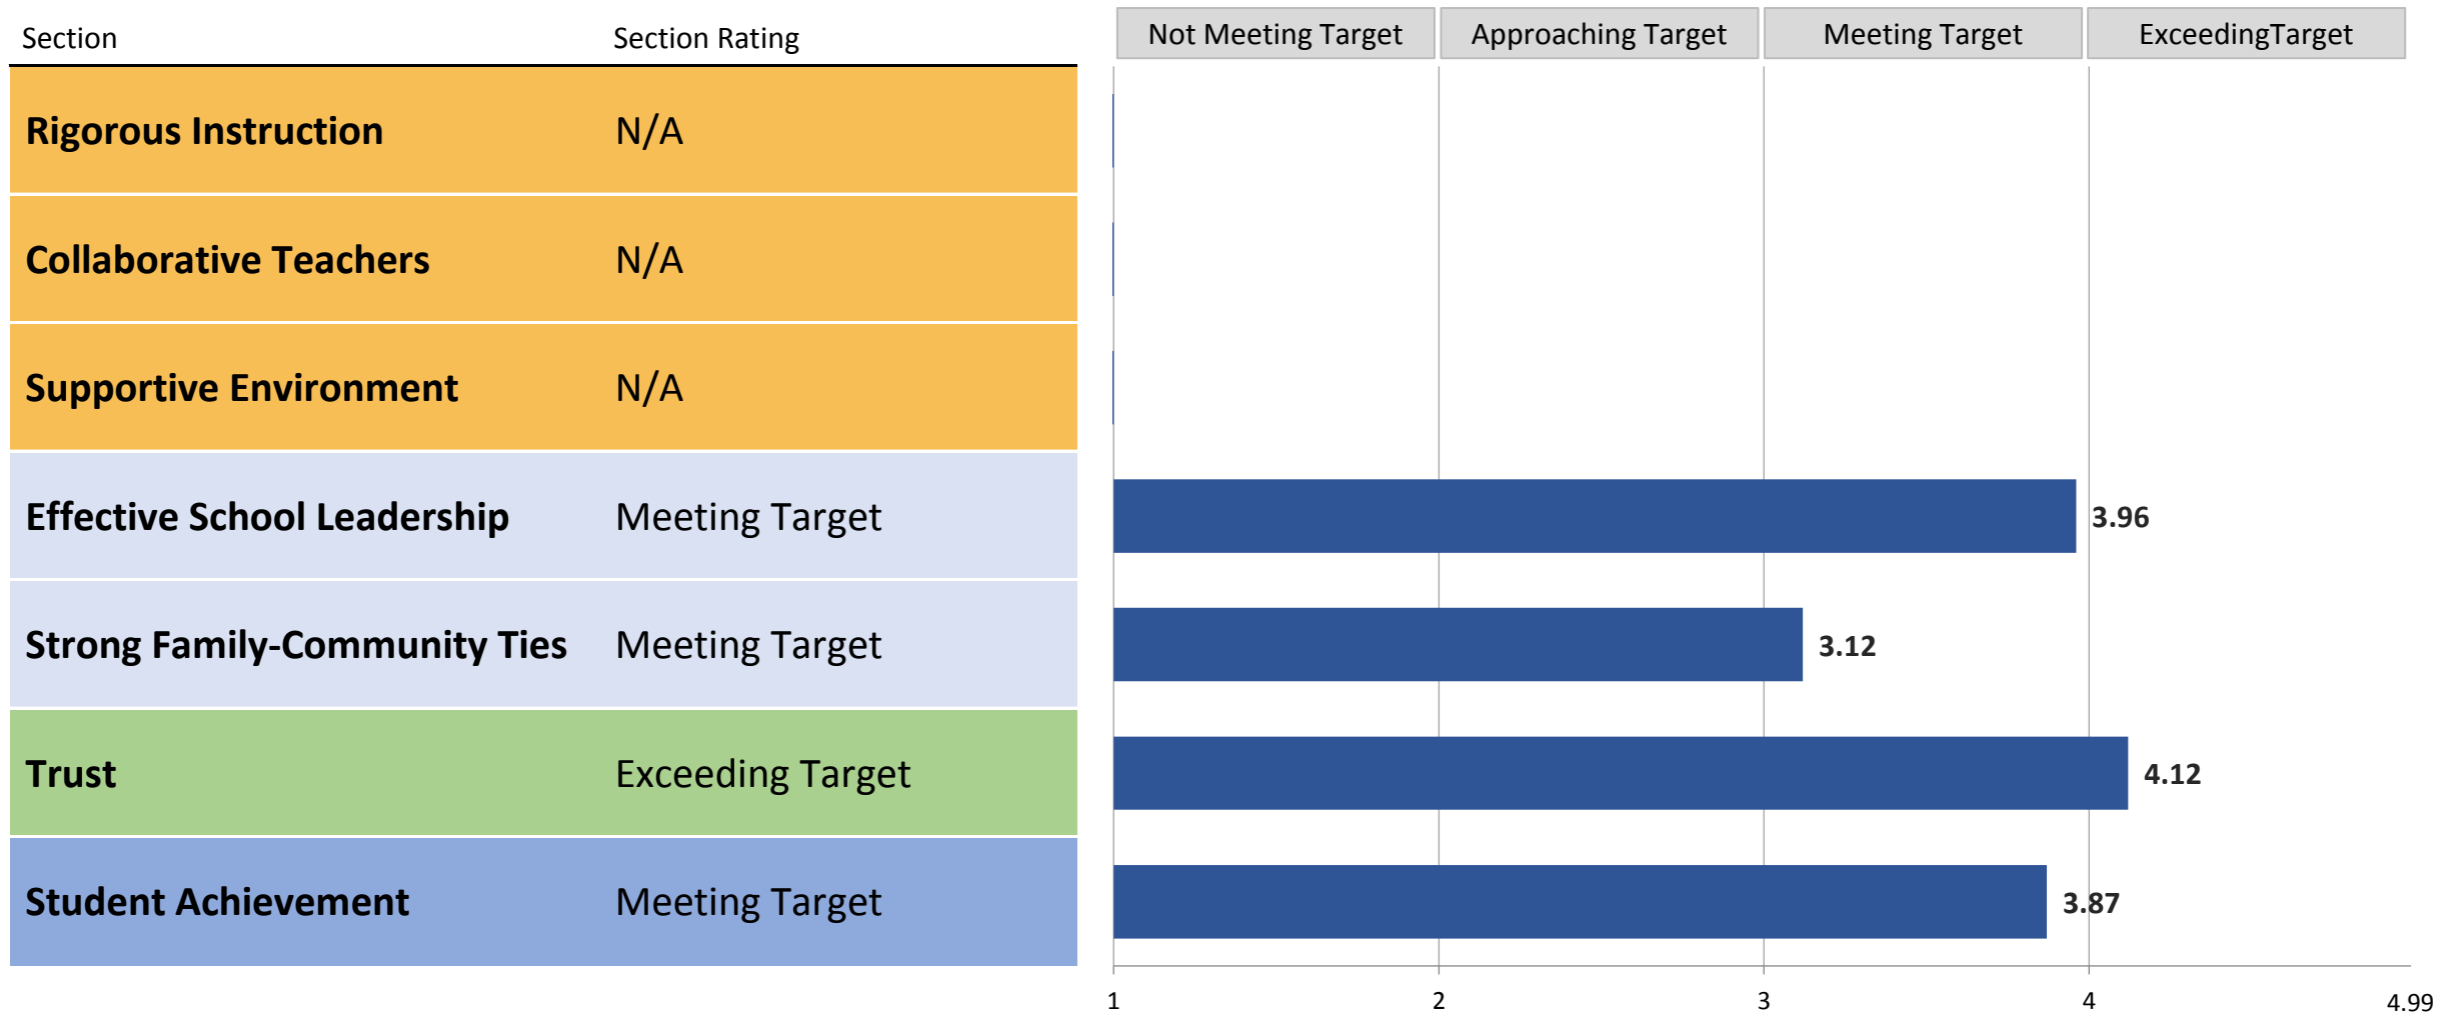 Section Section Rating Not Meeting Target Approaching Target Meeting Target ExceedingTarget
Rigorous Instruction N/A
Collaborative Teachers N/A
Supportive Environment N/A
Effective School Leadership Meeting Target 3.96
Strong Family-Community Ties Meeting Target 3.12
Trust Exceeding Target 4.12
Student Achievement Meeting Target 3.87
1 2 3 4 4.99